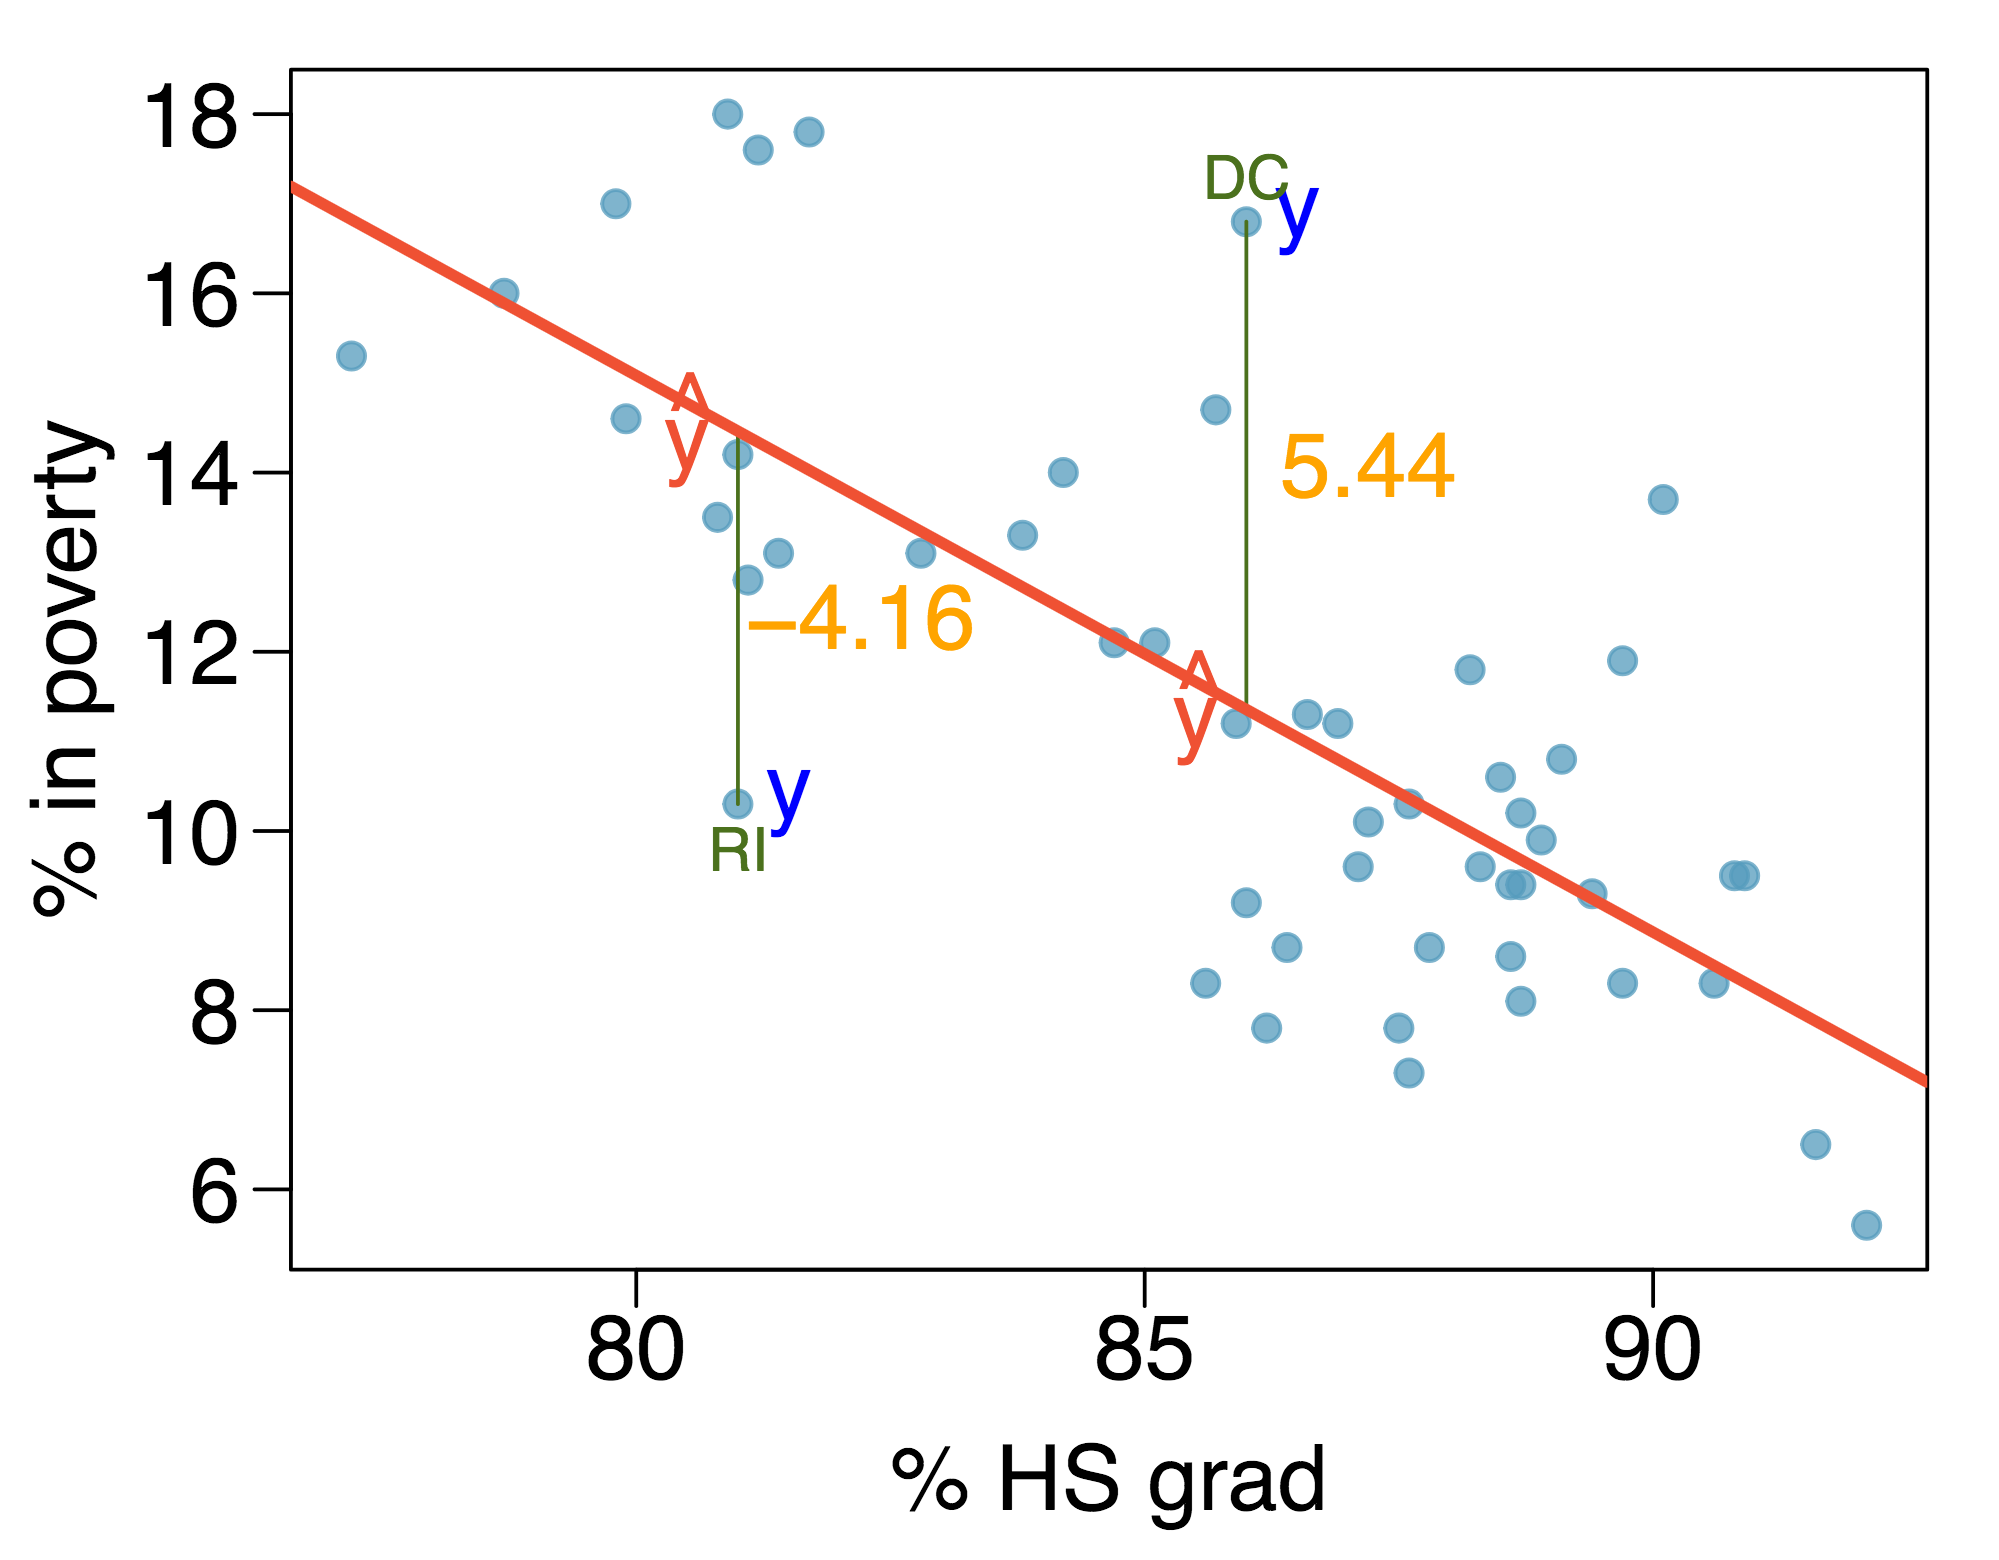 18
16
14
12
10
8
6
% in poverty
DC
y
5.44
ŷ
−4.16
ŷ
y
RI
80 85 90
% HS grad